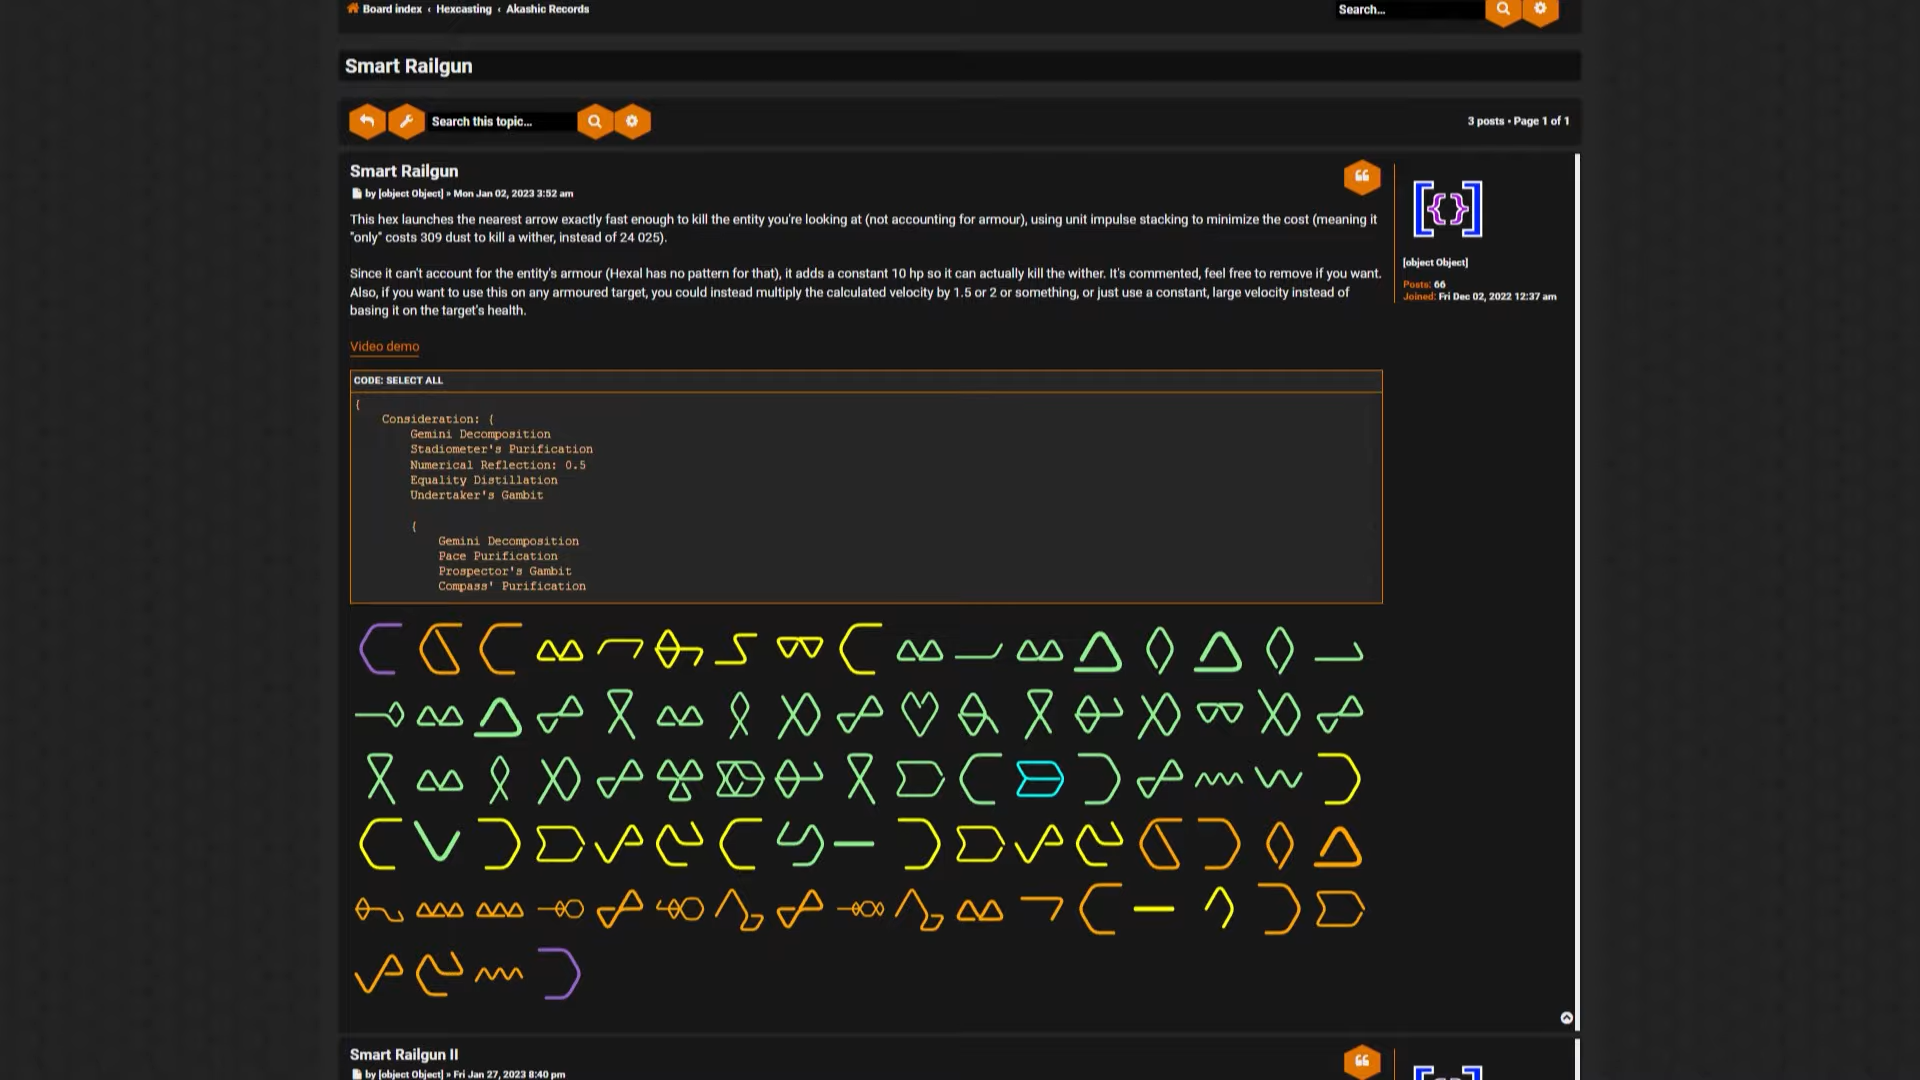 Board index ‹ Hexcasting ‹ Akashic Records
Search...
Smart Railgun
Search this topic...
3 posts • Page 1 of 1
Smart Railgun
by [object Object] » Mon Jan 02, 2023 3:52 am
This hex launches the nearest arrow exactly fast enough to kill the entity you're looking at (not accounting for armour), using unit impulse stacking to minimize the cost (meaning it
"only" costs 309 dust to kill a wither, instead of 24 025).
Since it can't account for the entity's armour (Hexal has no pattern for that), it adds a constant 10 hp so it can actually kill the wither. It's commented, feel free to remove if you want.
Also, if you want to use this on any armoured target, you could instead multiply the calculated velocity by 1.5 or 2 or something, or just use a constant, large velocity instead of
basing it on the target's health.
Video demo
[{}]
[object Object]
Posts: 66
Joined: Fri Dec 02, 2022 12:37 am
CODE: SELECT ALL
{
Consideration: {
Gemini Decomposition
Stadiometer's Purification
Numerical Reflection: 0.5
Equality Distillation
Undertaker's Gambit
{
Gemini Decomposition
Pace Purification
Prospector's Gambit
Compass' Purification
Smart Railgun II
by [object Object] » Fri Jan 27, 2023 8:40 pm